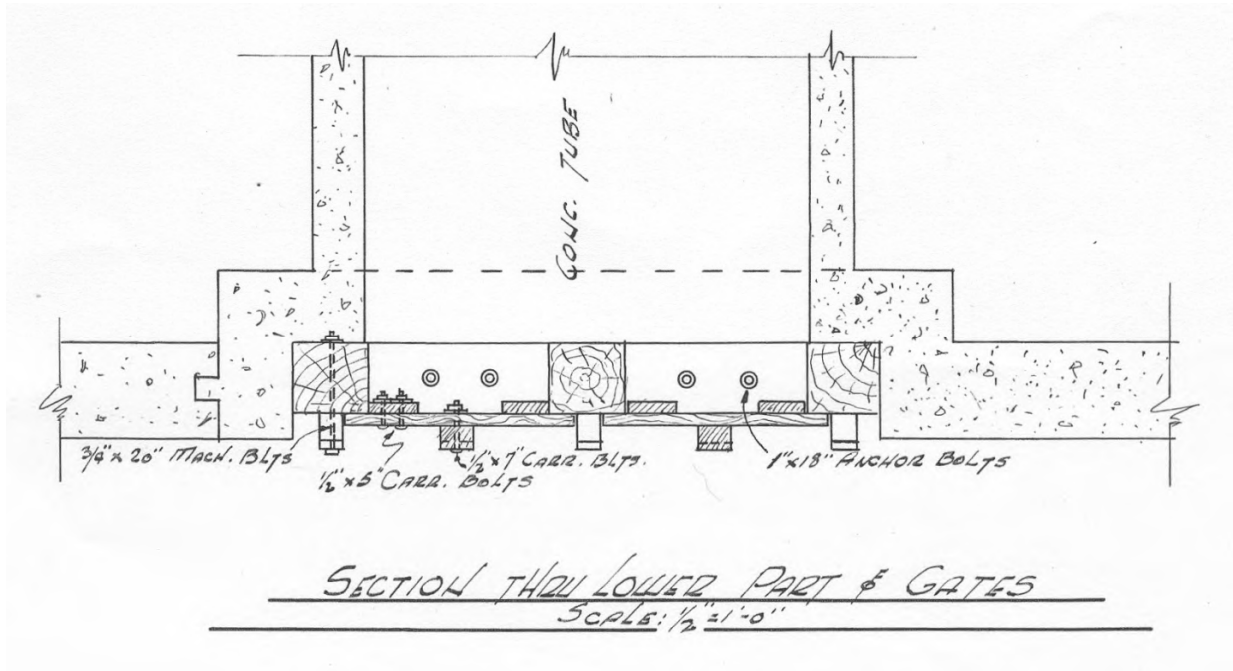 CONC. TUBE
3/4" x 20" MACH. BLTS
1/2" x 5" CARR. BOLTS
1/2" x 7" CARR. BLTS.
1" x 18" ANCHOR BOLTS
SECTION THRU LOWER PART & GATES
SCALE: 1/2" = 1'-0"